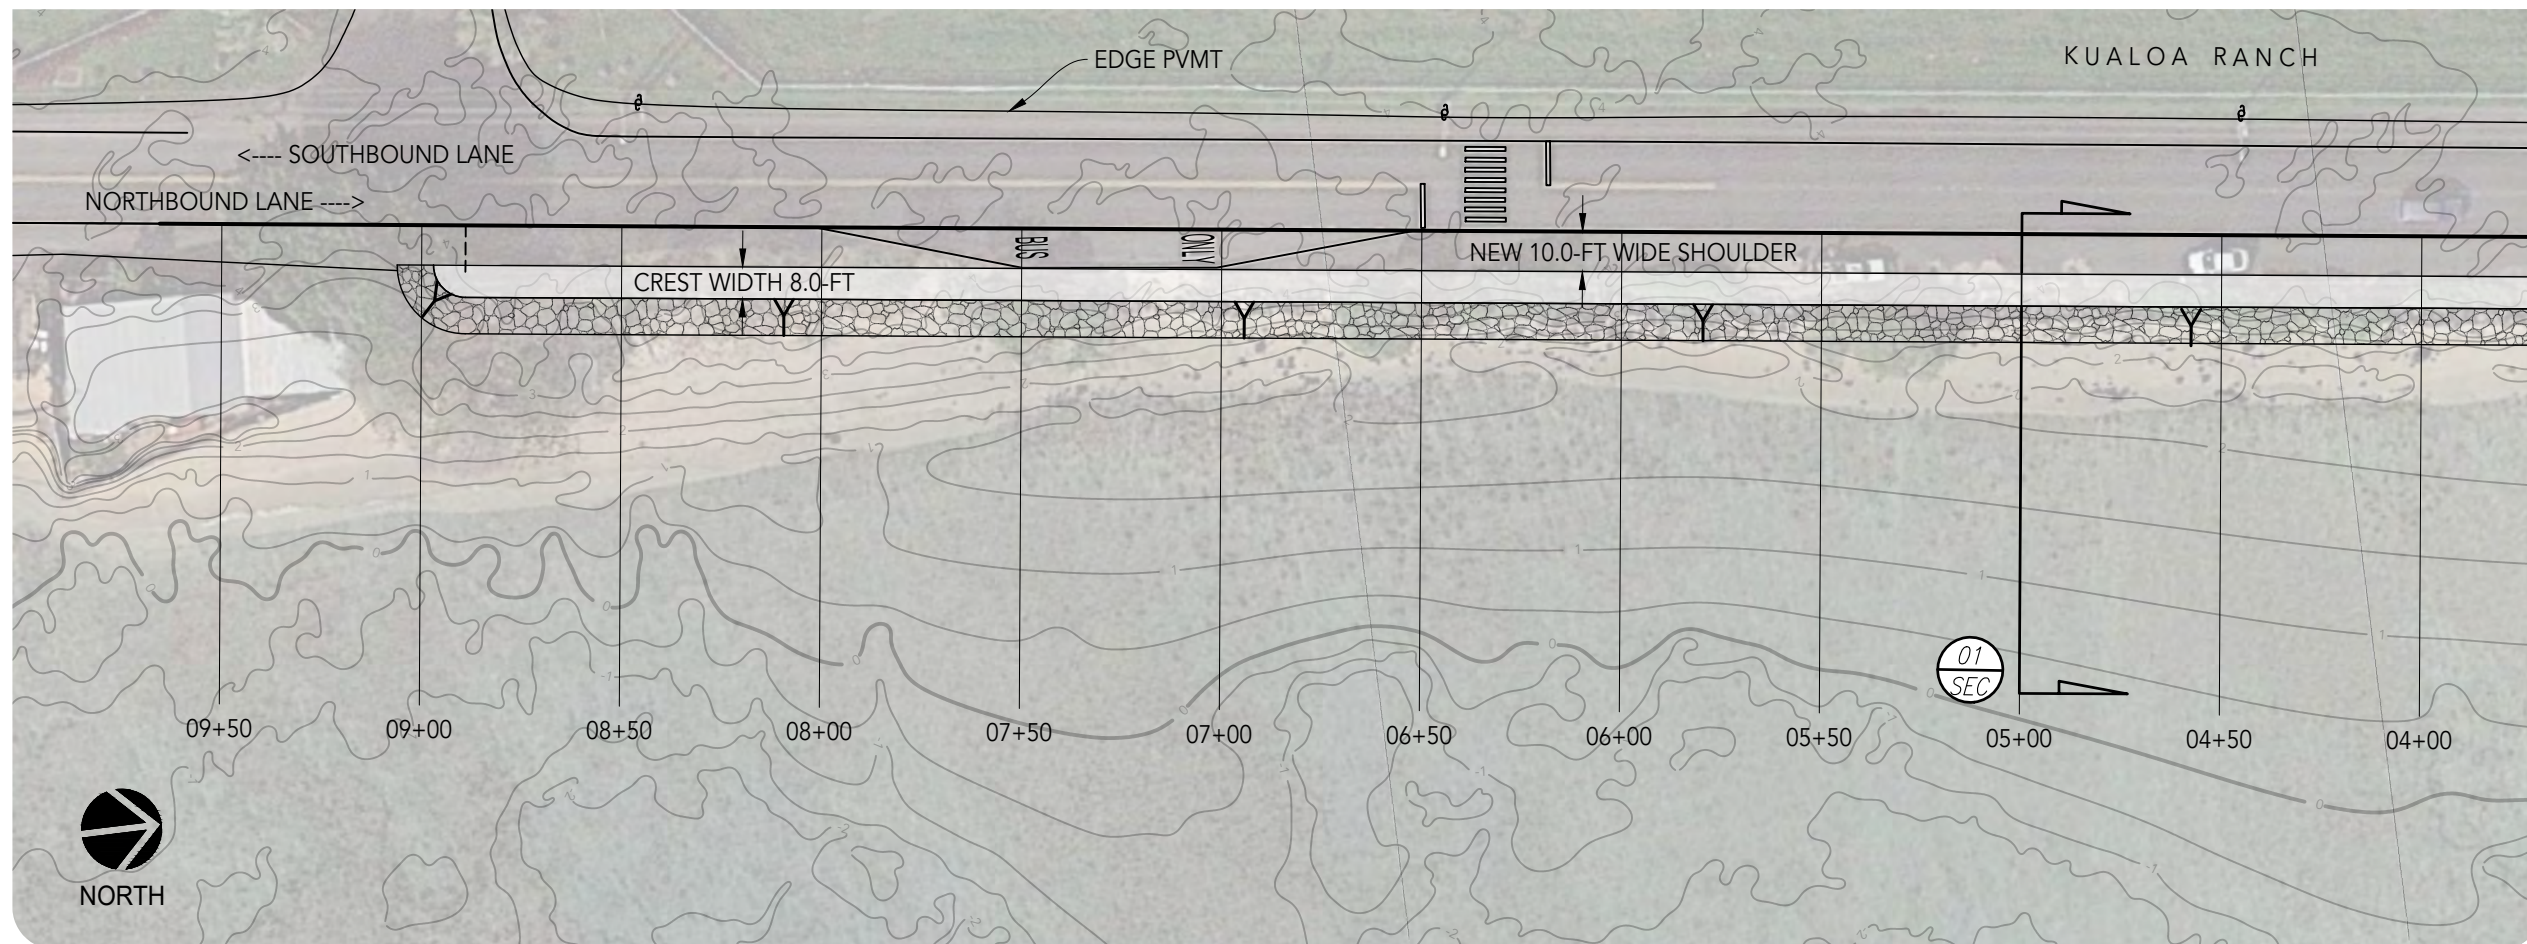 EDGE PVMT
KUALOA RANCH
<---- SOUTHBOUND LANE
NORTHBOUND LANE ---->
BUS
ONLY
NEW 10.0-FT WIDE SHOULDER
CREST WIDTH 8.0-FT
01
SEC
09+50
09+00
08+50
08+00
07+50
07+00
06+50
06+00
05+50
05+00
04+50
04+00
NORTH